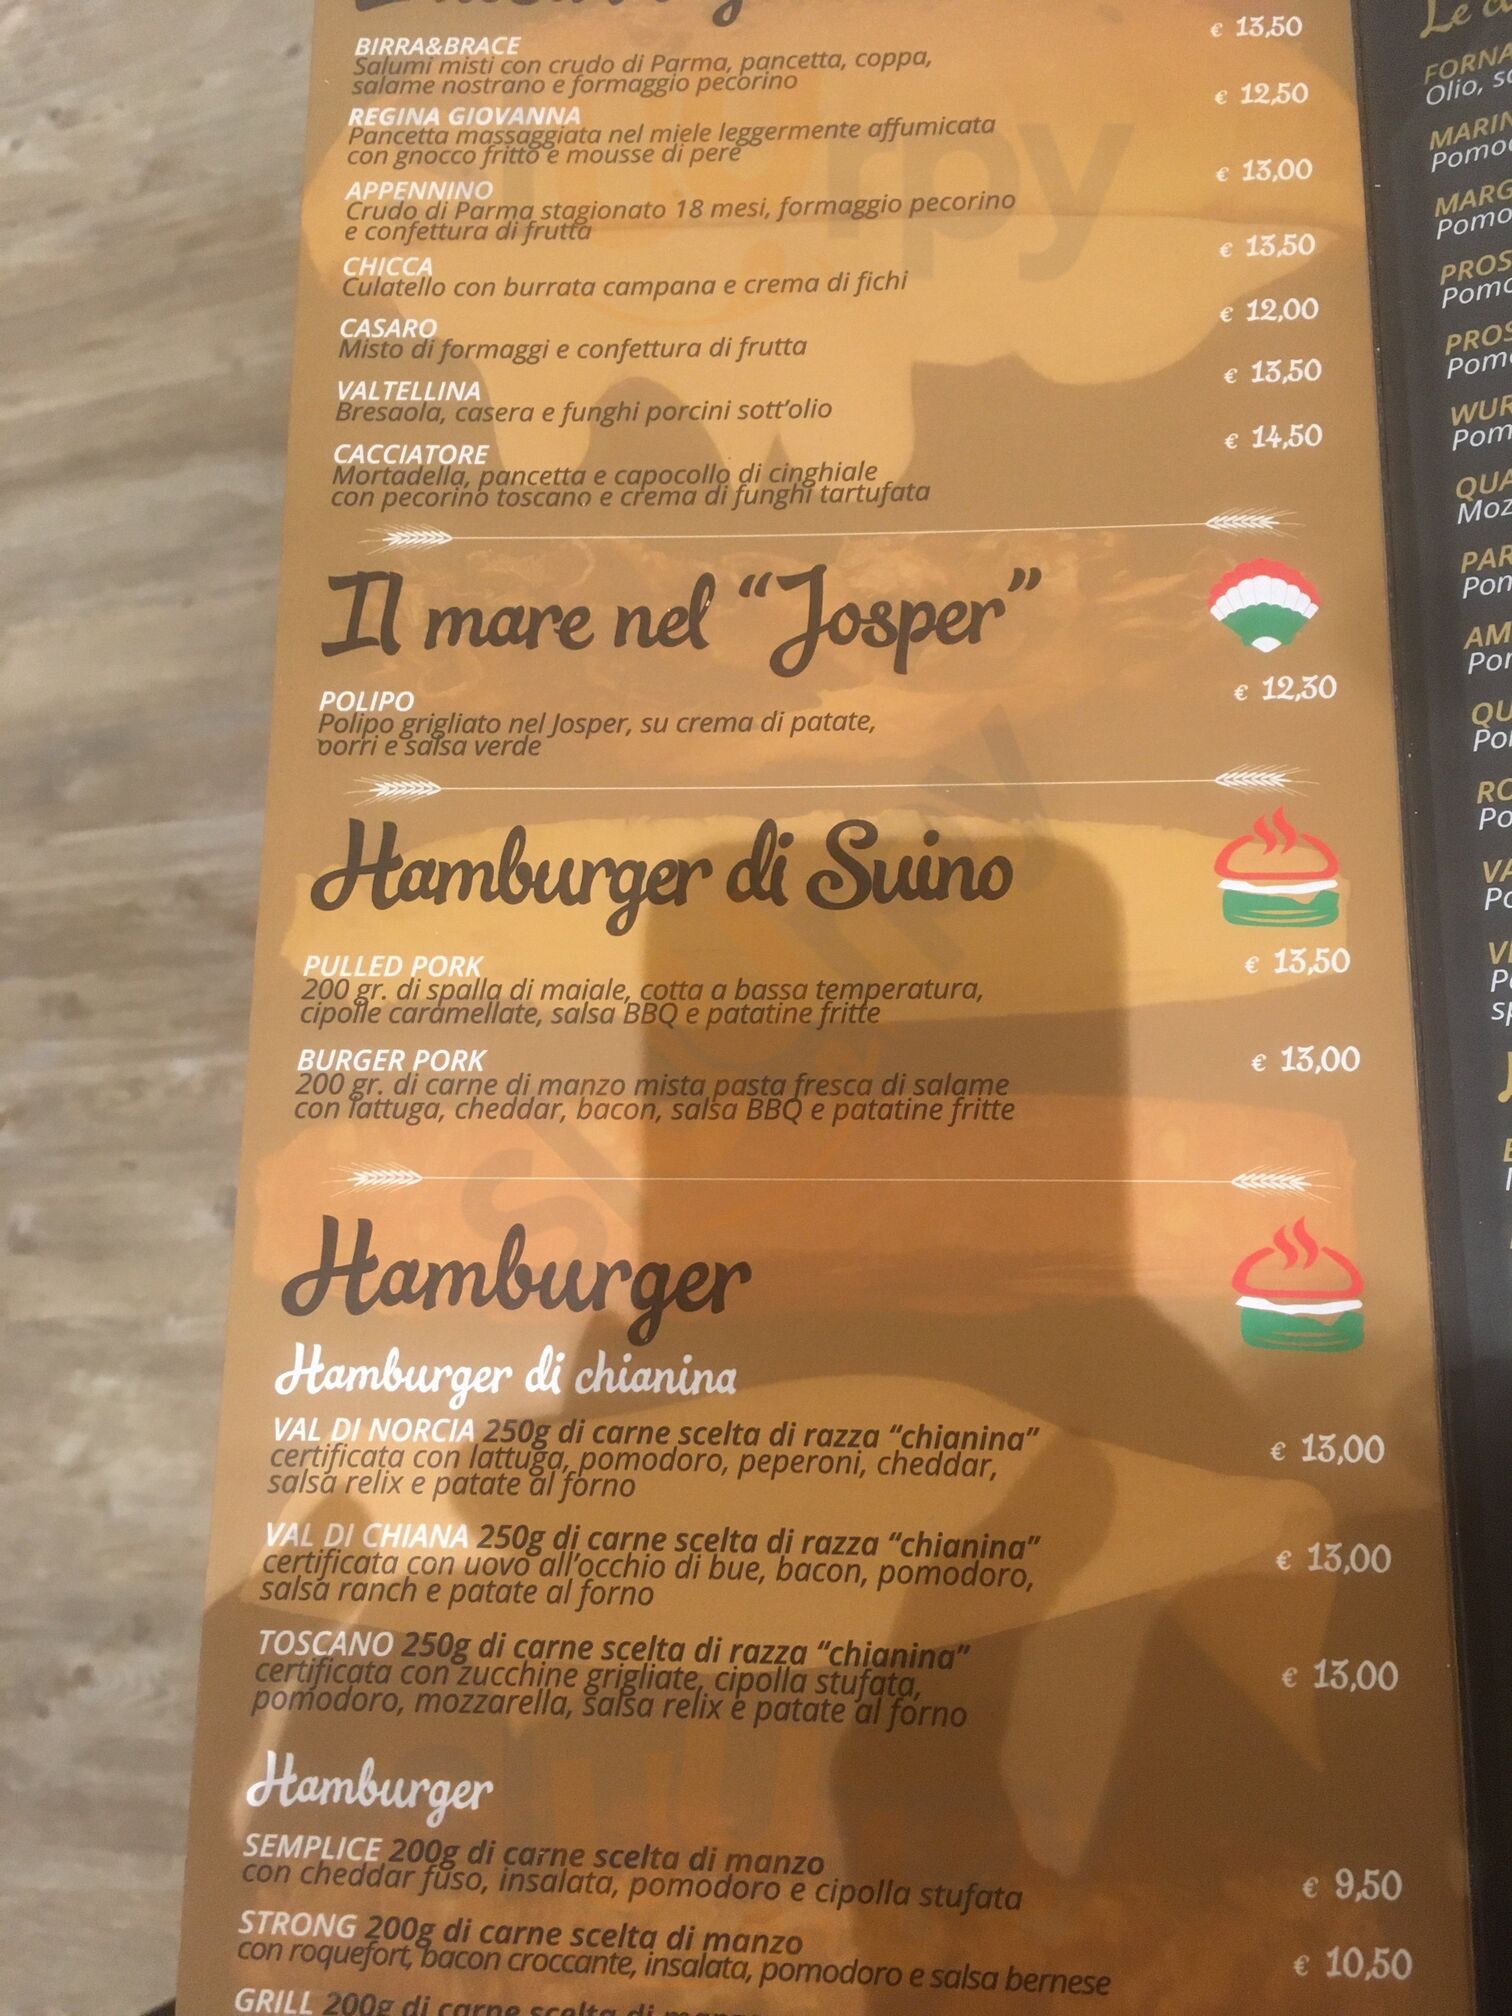 € 13,50
BIRRA&BRACE
Salumi misti con crudo di Parma, pancetta, coppa,
salame nostrano e formaggio pecorino
€ 12,50
REGINA GIOVANNA
Pancetta massaggiata nel miele leggermente affumicata
con gnocco fritto e mousse di pere
€ 13,00
APPENNINO
Crudo di Parma stagionato 18 mesi, formaggio pecorino
e confettura di frutta
€ 13,50
CHICCA
Culatello con burrata campana e crema di fichi
€ 12,00
CASARO
Misto di formaggi e confettura di frutta
€ 13,50
VALTELLINA
Bresaola, casera e funghi porcini sott'olio
€ 14,50
CACCIATORE
Mortadella, pancetta e capocollo di cinghiale
con pecorino toscano e crema di funghi tartufata
Il mare nel "Josper"
POLIPO € 12,30
Polipo grigliato nel Josper, su crema di patate,
porri e salsa verde
Hamburger di Suino
PULLED PORK € 13,50
200 gr. di spalla di maiale, cotta a bassa temperatura,
cipolle caramellate, salsa BBQ e patatine fritte
BURGER PORK € 13,00
200 gr. di carne di manzo mista pasta fresca di salame
con lattuga, cheddar, bacon, salsa BBQ e patatine fritte
Hamburger
Hamburger di chianina
VAL DI NORCIA 250g di carne scelta di razza "chianina" € 13,00
certificata con lattuga, pomodoro, peperoni, cheddar,
salsa relix e patate al forno
VAL DI CHIANA 250g di carne scelta di razza "chianina" € 13,00
certificata con uovo all'occhio di bue, bacon, pomodoro,
salsa ranch e patate al forno
TOSCANO 250g di carne scelta di razza "chianina" € 13,00
certificata con zucchine grigliate, cipolla stufata,
pomodoro, mozzarella, salsa relix e patate al forno
Hamburger
SEMPLICE 200g di carne scelta di manzo € 9,50
con cheddar fuso, insalata, pomodoro e cipolla stufata
STRONG 200g di carne scelta di manzo € 10,50
con roquefort, bacon croccante, insalata, pomodoro e salsa bernese
GRILL 200g di carne scelta di
Le
Olio,